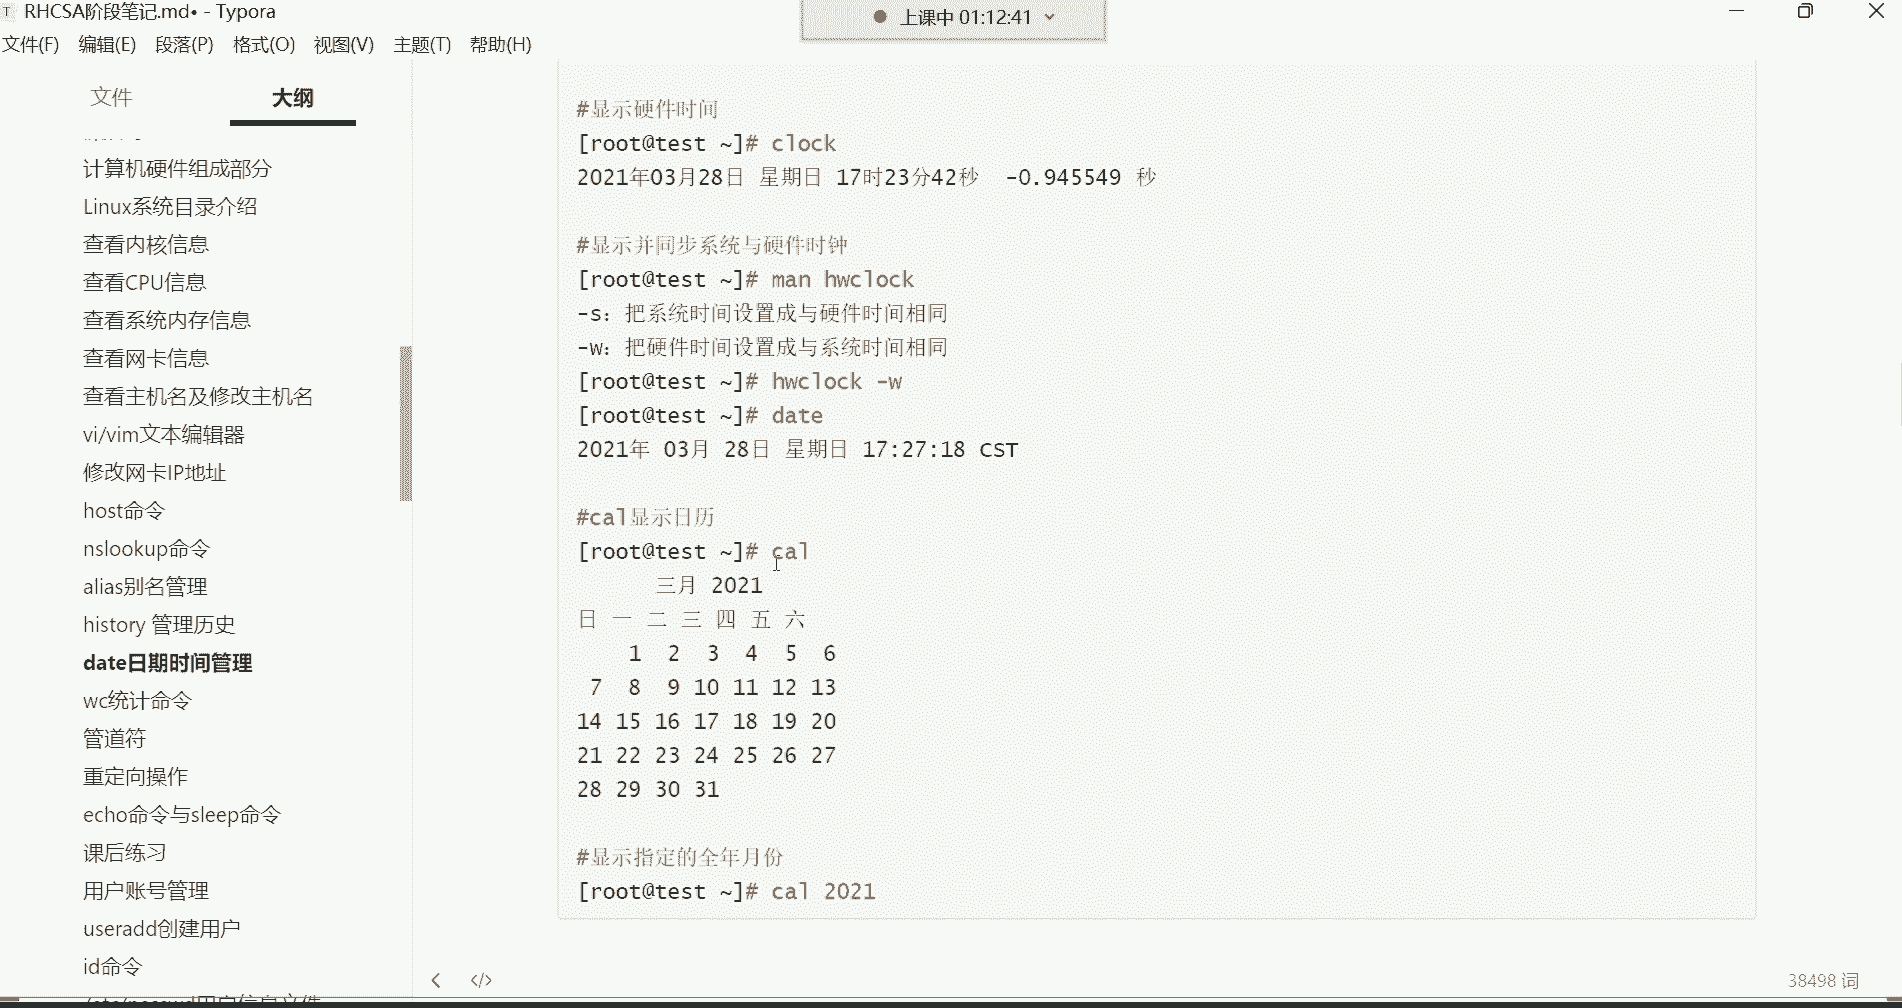 RHCSA阶段笔记.md• - Typora
上课中 01:12:41
文件(F) 编辑(E) 段落(P) 格式(O) 视图(V) 主题(T) 帮助(H)
文件 大纲
计算机硬件组成部分
Linux系统目录介绍
查看内核信息
查看CPU信息
查看系统内存信息
查看网卡信息
查看主机名及修改主机名
vi/vim文本编辑器
修改网卡IP地址
host命令
nslookup命令
alias别名管理
history 管理历史
date日期时间管理
wc统计命令
管道符
重定向操作
echo命令与sleep命令
课后练习
用户账号管理
useradd创建用户
id命令
/etc/passwd用户信息文件
#显示硬件时间
[root@test ~]# clock
2021年03月28日 星期日 17时23分42秒 -0.945549 秒
#显示并同步系统与硬件时钟
[root@test ~]# man hwclock
-s：把系统时间设置成与硬件时间相同
-w：把硬件时间设置成与系统时间相同
[root@test ~]# hwclock -w
[root@test ~]# date
2021年 03月 28日 星期日 17:27:18 CST
#cal显示日历
[root@test ~]# cal
三月 2021
日 一 二 三 四 五 六
1 2 3 4 5 6
7 8 9 10 11 12 13
14 15 16 17 18 19 20
21 22 23 24 25 26 27
28 29 30 31
#显示指定的全年月份
[root@test ~]# cal 2021
38498 词